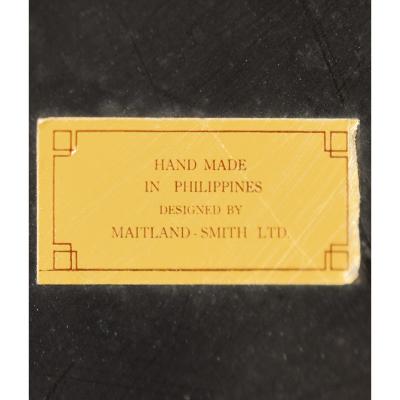 HAND MADE
IN PHILIPPINES
DESIGNED BY
MAITLAND-SMITH LTD.